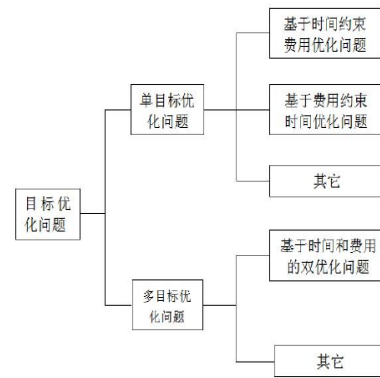 目标优
化问题
单目标优
化问题
基于时间约束
费用优化问题
基于费用约束
时间优化问题
其它
多目标优
化问题
基于时间和费用
的双优化问题
其它